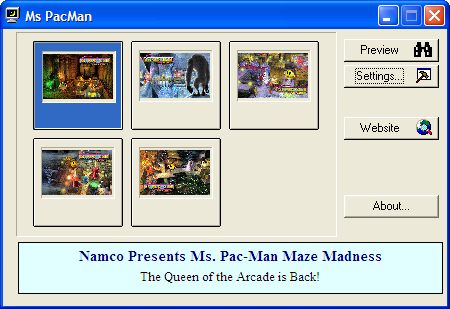 Ms PacMan
Preview
Settings...
Website
About...
Namco Presents Ms. Pac-Man Maze Madness
The Queen of the Arcade is Back!